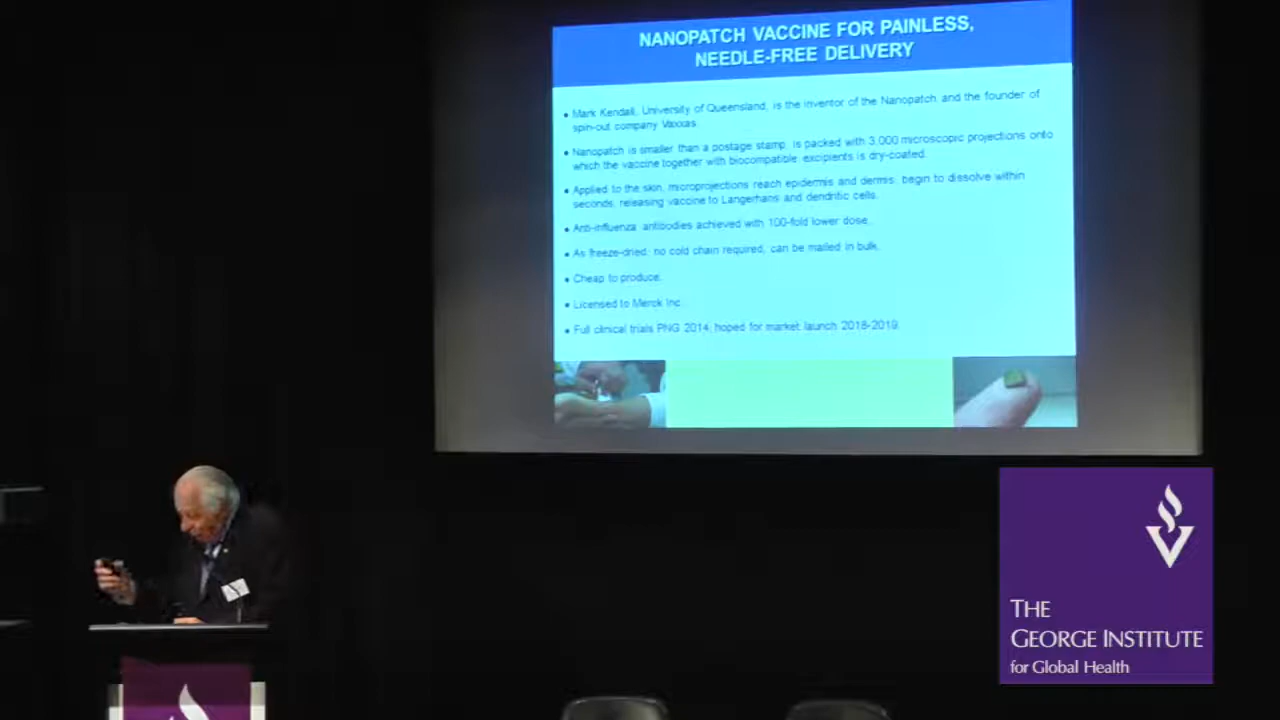 NANOPATCH VACCINE FOR PAINLESS,
NEEDLE-FREE DELIVERY
• Mark Kendall, University of Queensland, is the inventor of the Nanopatch and the founder of
spin-out company Vaxxas.
• Nanopatch is smaller than a postage stamp, is packed with 3,000 microscopic projections onto
which the vaccine together with biocompatible excipients is dry-coated.
• Applied to the skin, microprojections reach epidermis and dermis, begin to dissolve within
seconds, releasing vaccine to Langerhans and dendritic cells.
• Anti-influenza antibodies achieved with 100-fold lower dose.
• As freeze-dried, no cold chain required, can be mailed in bulk.
• Cheap to produce.
• Licensed to Merck Inc.
• Full clinical trials PNG 2014, hoped for market launch 2018-2019.
THE
GEORGE INSTITUTE
for Global Health